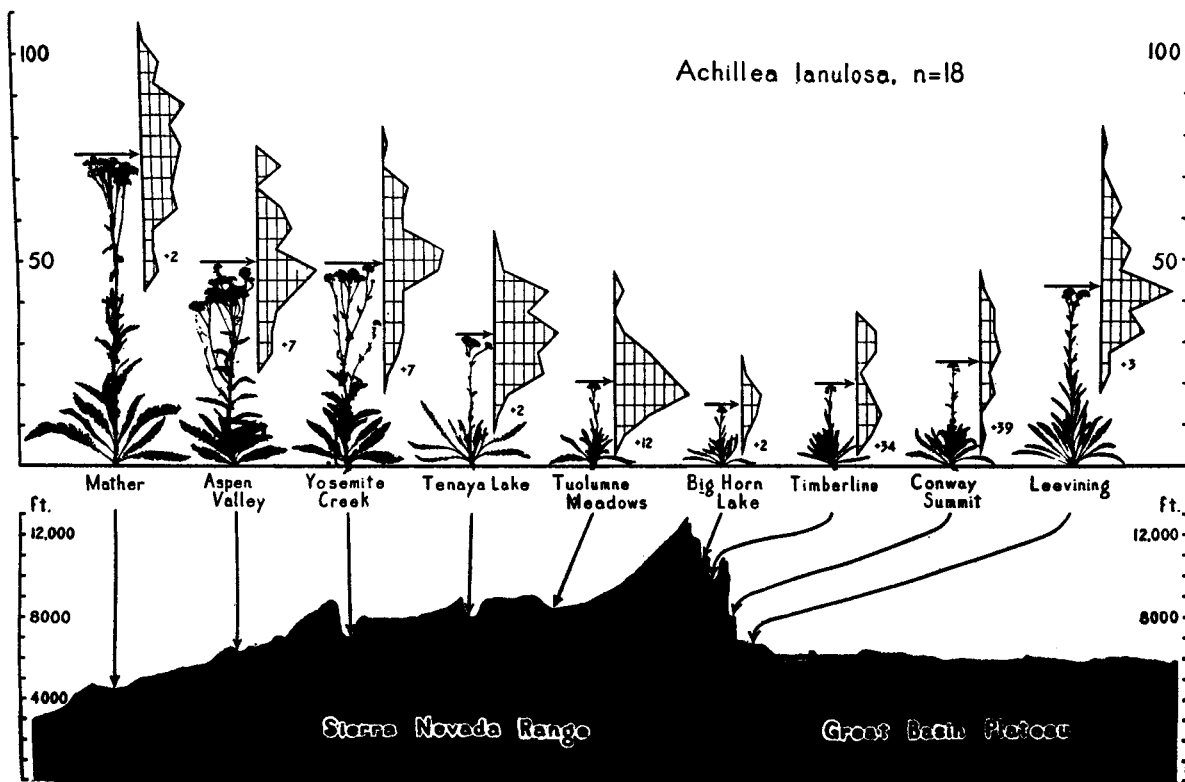 100
Achillea lanulosa, n=18
100
50
50
+2
+7
+7
+2
+12
+2
+34
+39
+3
Mather
Aspen
Valley
Yosemite
Creek
Tenaya Lake
Tuolumne
Meadows
Big Horn
Lake
Timberline
Conway
Summit
Leevining
ft.
ft.
12,000
12,000
8000
8000
4000
Sierra Nevada Range
Great Basin Plateau